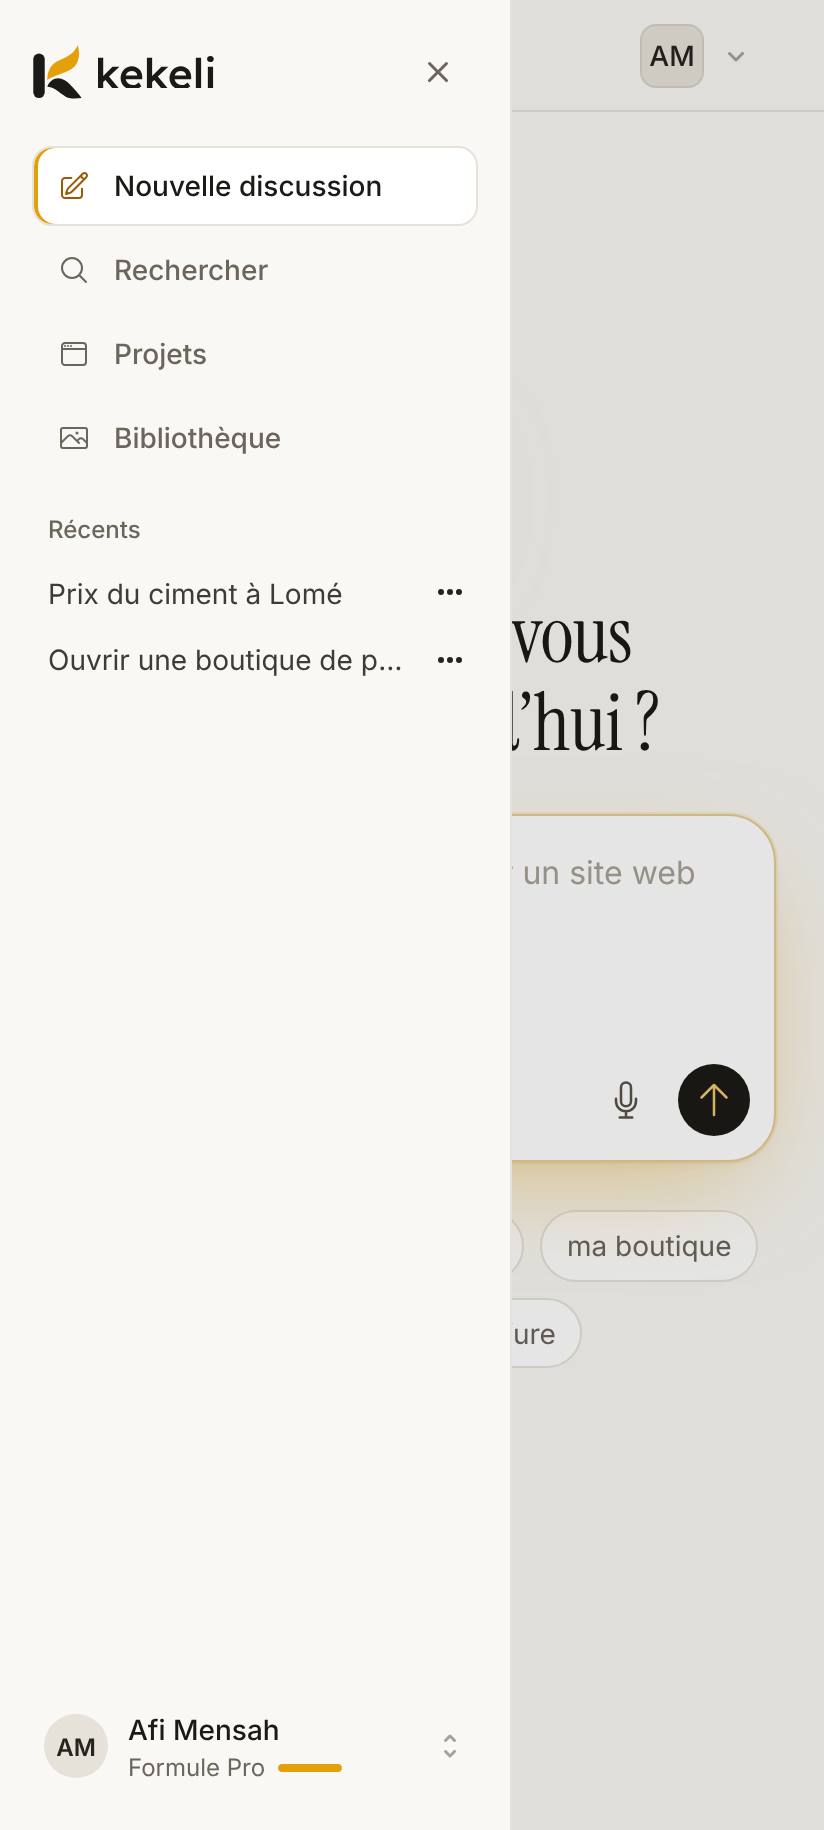 kekeli
AM
Nouvelle discussion
Rechercher
Projets
Bibliothèque
Récents
Prix du ciment à Lomé
Ouvrir une boutique de p...
vous
l’hui ?
un site web
ma boutique
ure
AM
Afi Mensah
Formule Pro